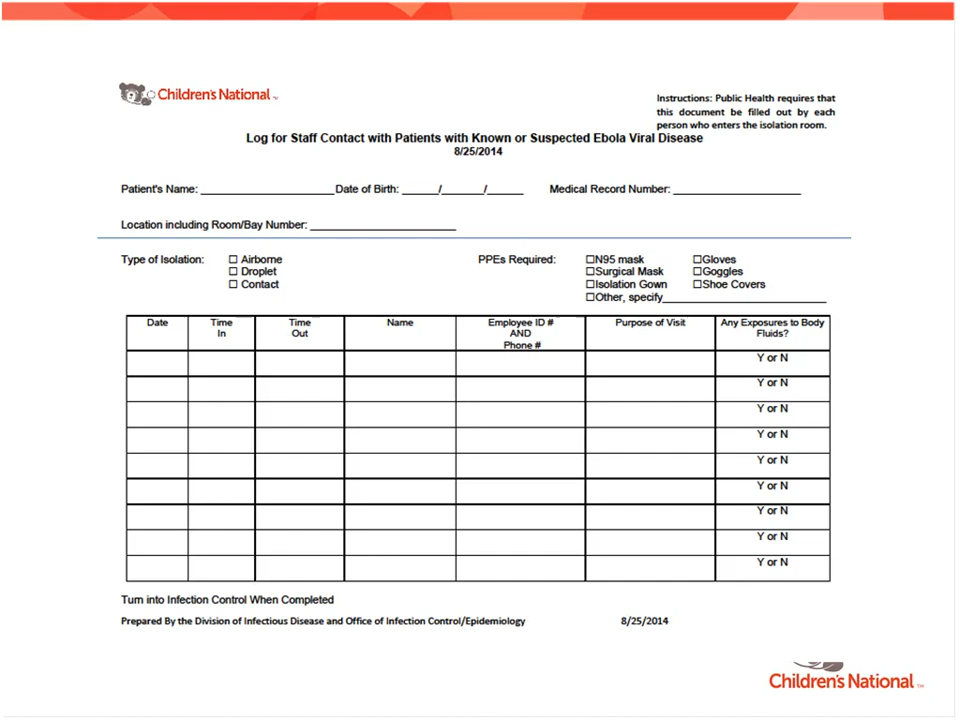 Children's National ™
Instructions: Public Health requires that
this document be filled out by each
person who enters the isolation room.
Log for Staff Contact with Patients with Known or Suspected Ebola Viral Disease
8/25/2014
Patient's Name: ______________________ Date of Birth: ______/_______/______ Medical Record Number: _____________________
Location including Room/Bay Number: ________________________
Type of Isolation: ☐ Airborne PPEs Required: ☐N95 mask ☐Gloves
☐ Droplet ☐Surgical Mask ☐Goggles
☐ Contact ☐Isolation Gown ☐Shoe Covers
☐Other, specify___________________________
Date Time Time Name Employee ID # Purpose of Visit Any Exposures to Body
In Out AND Fluids?
Phone #
Y or N
Y or N
Y or N
Y or N
Y or N
Y or N
Y or N
Y or N
Y or N
Turn into Infection Control When Completed
Prepared By the Division of Infectious Disease and Office of Infection Control/Epidemiology 8/25/2014
Children's National ™